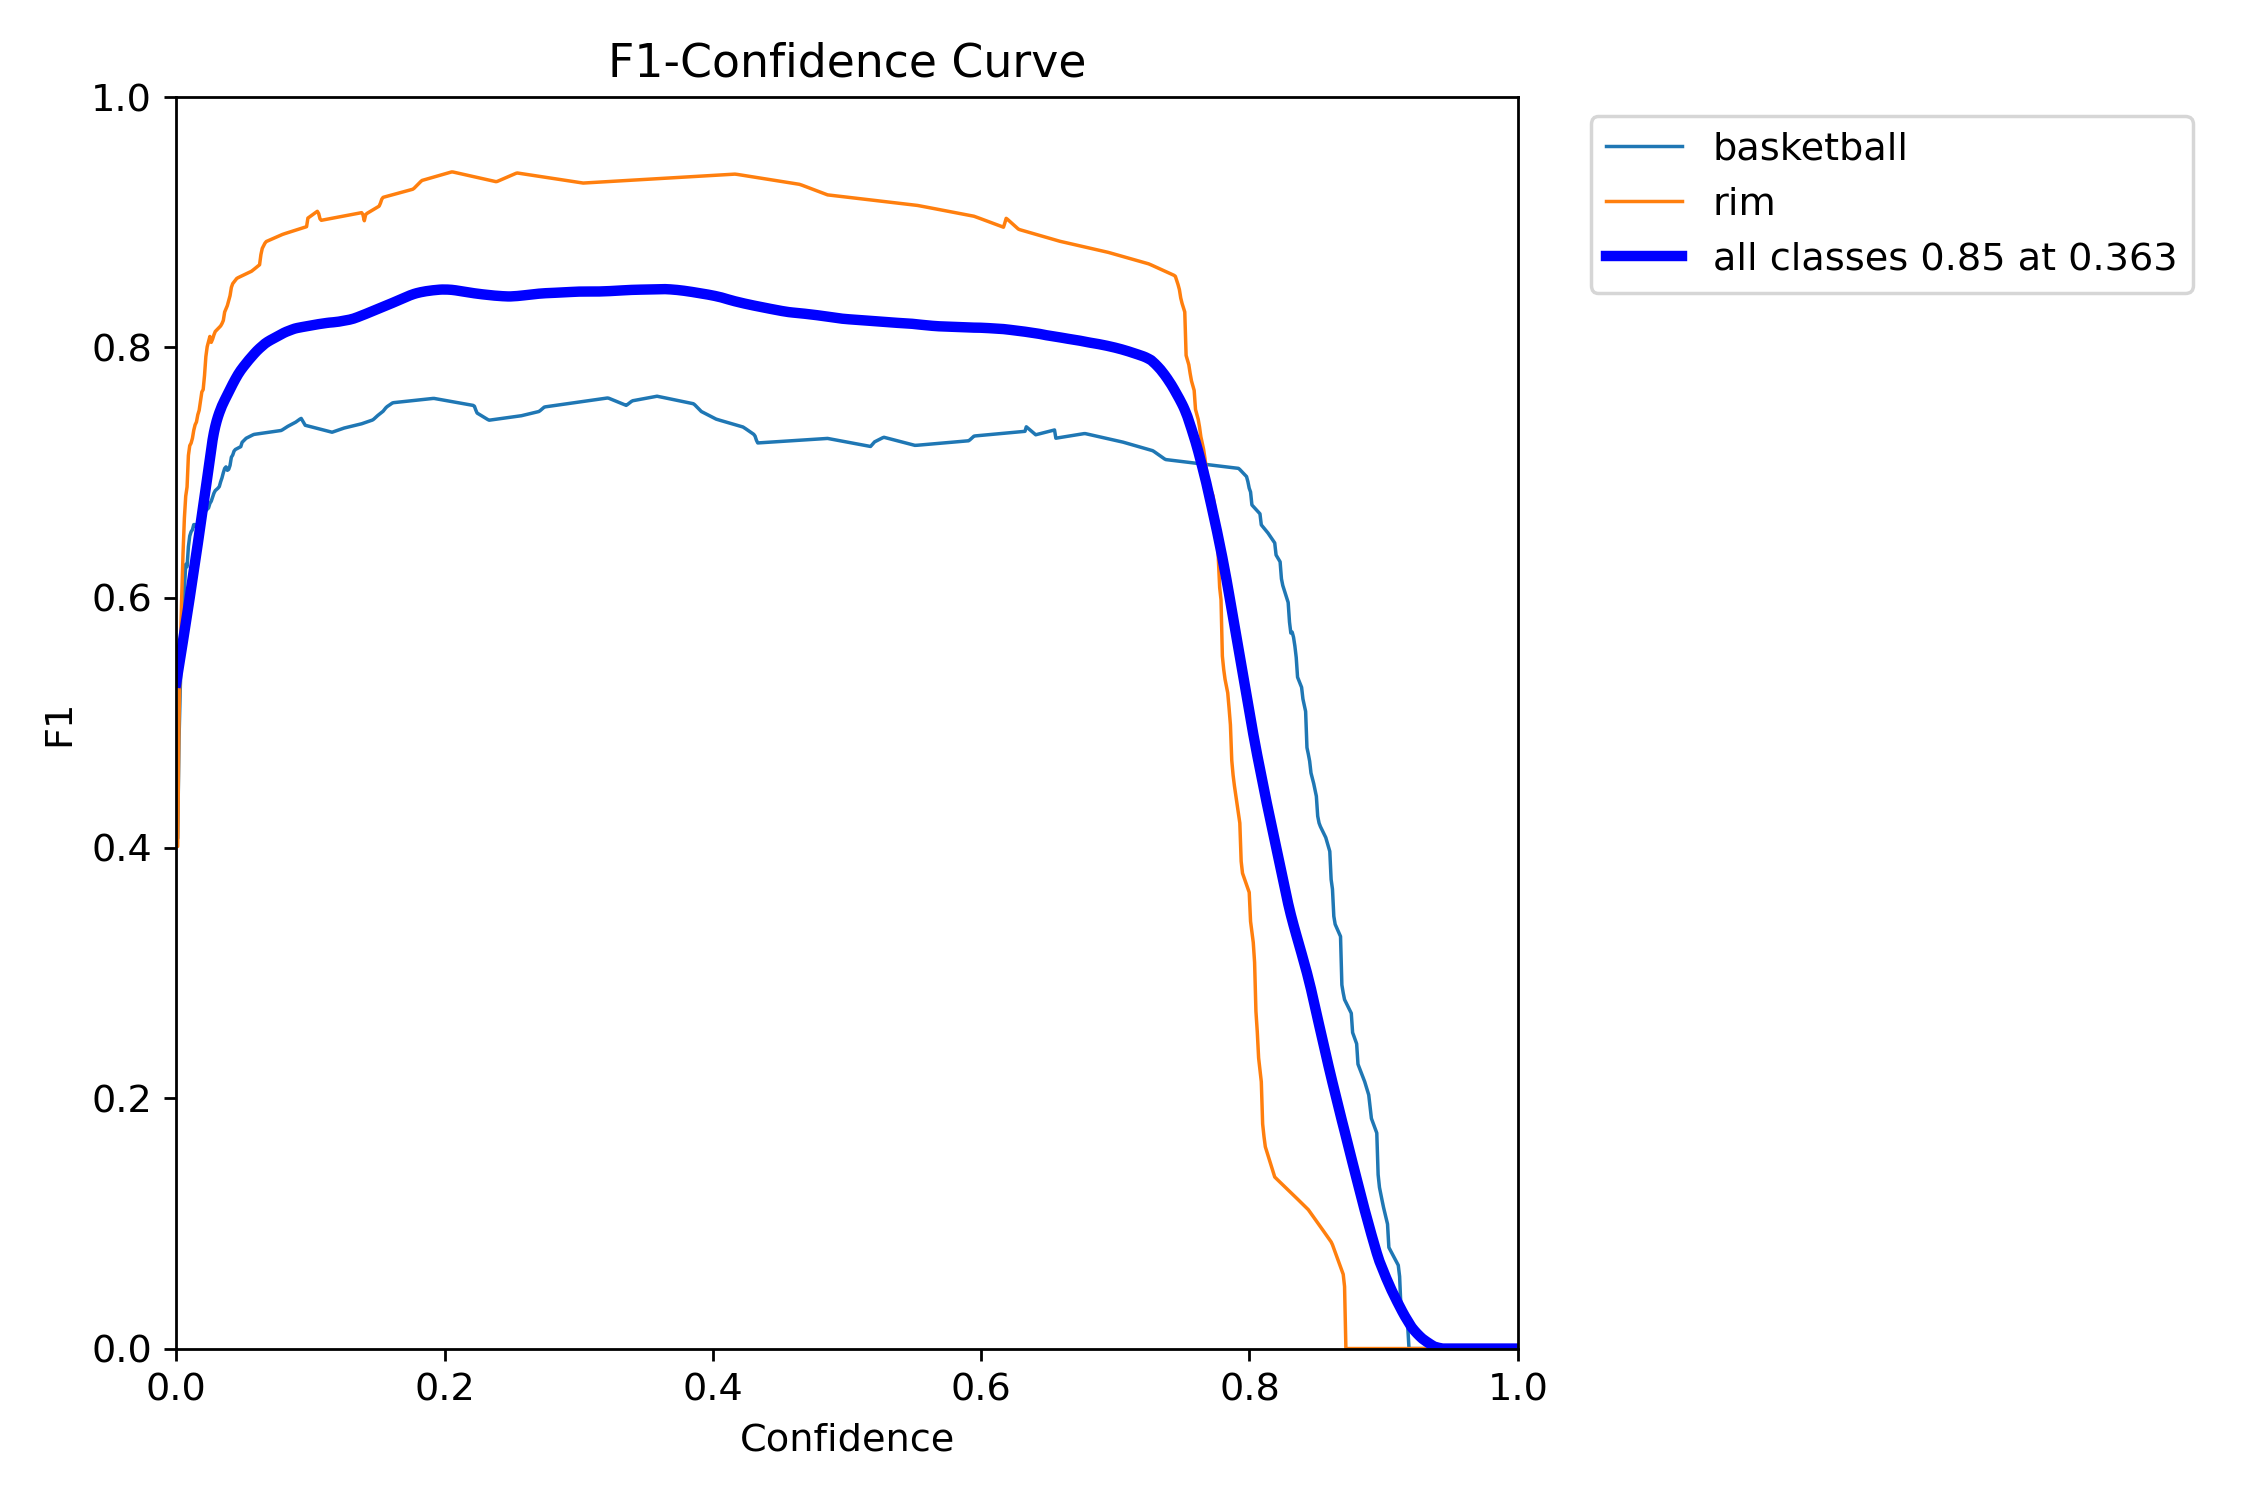 F1-Confidence Curve
basketball
rim
all classes 0.85 at 0.363
1.0
0.8
0.6
0.4
0.2
0.0
F1
0.0 0.2 0.4 0.6 0.8 1.0
Confidence